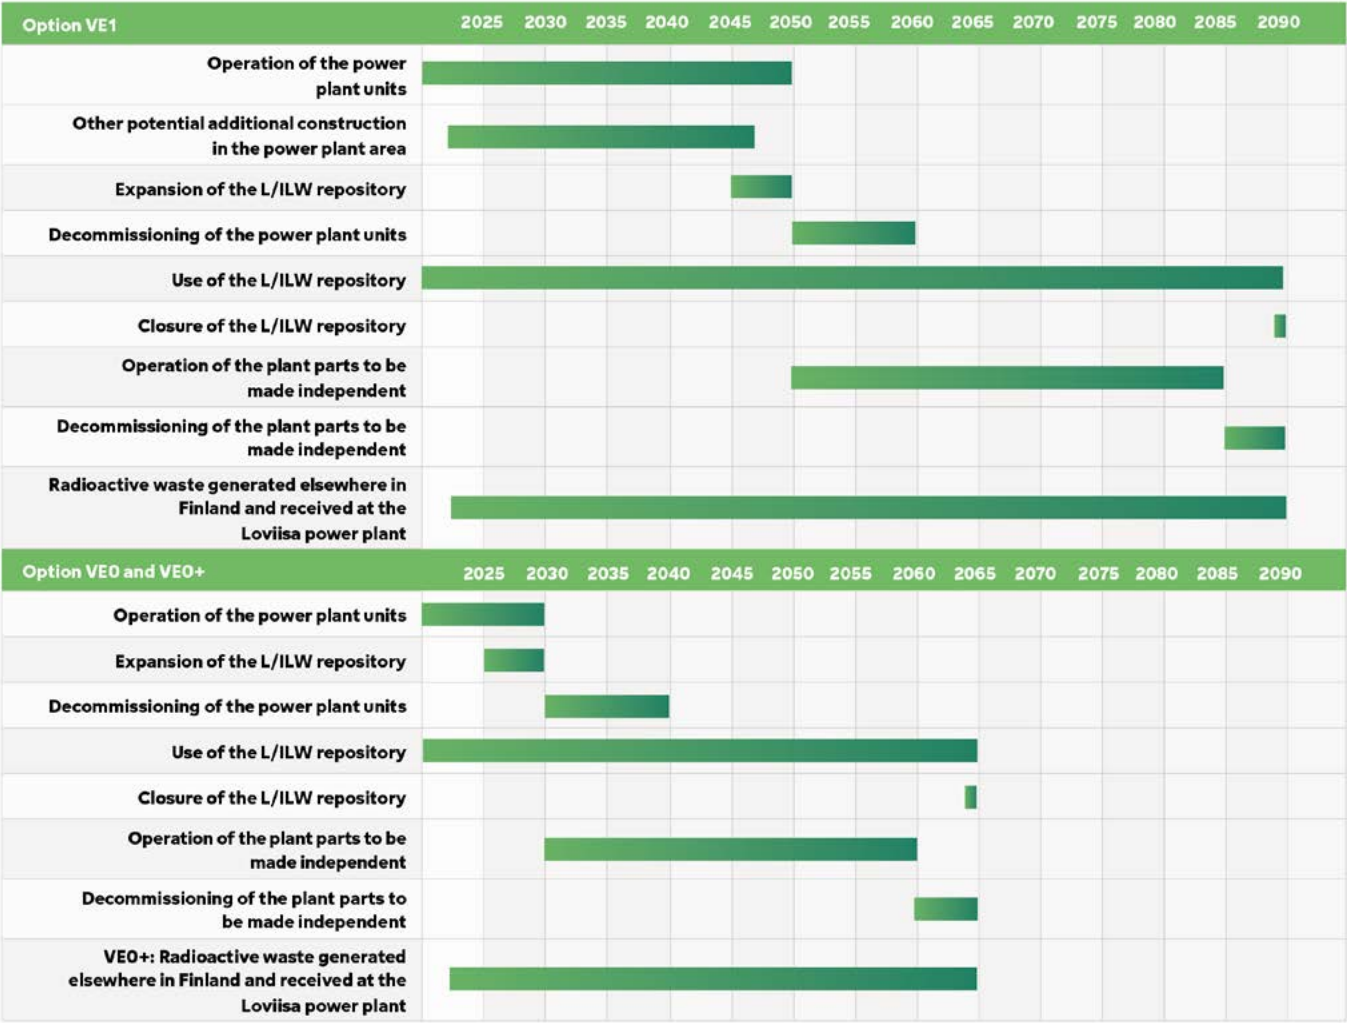 Option VE1 2025 2030 2035 2040 2045 2050 2055 2060 2065 2070 2075 2080 2085 2090
Operation of the power
plant units
Other potential additional construction
in the power plant area
Expansion of the L/ILW repository
Decommissioning of the power plant units
Use of the L/ILW repository
Closure of the L/ILW repository
Operation of the plant parts to be
made independent
Decommissioning of the plant parts to be
made independent
Radioactive waste generated elsewhere in
Finland and received at the
Loviisa power plant
Option VE0 and VE0+ 2025 2030 2035 2040 2045 2050 2055 2060 2065 2070 2075 2080 2085 2090
Operation of the power plant units
Expansion of the L/ILW repository
Decommissioning of the power plant units
Use of the L/ILW repository
Closure of the L/ILW repository
Operation of the plant parts to be
made independent
Decommissioning of the plant parts to
be made independent
VE0+: Radioactive waste generated
elsewhere in Finland and received at the
Loviisa power plant